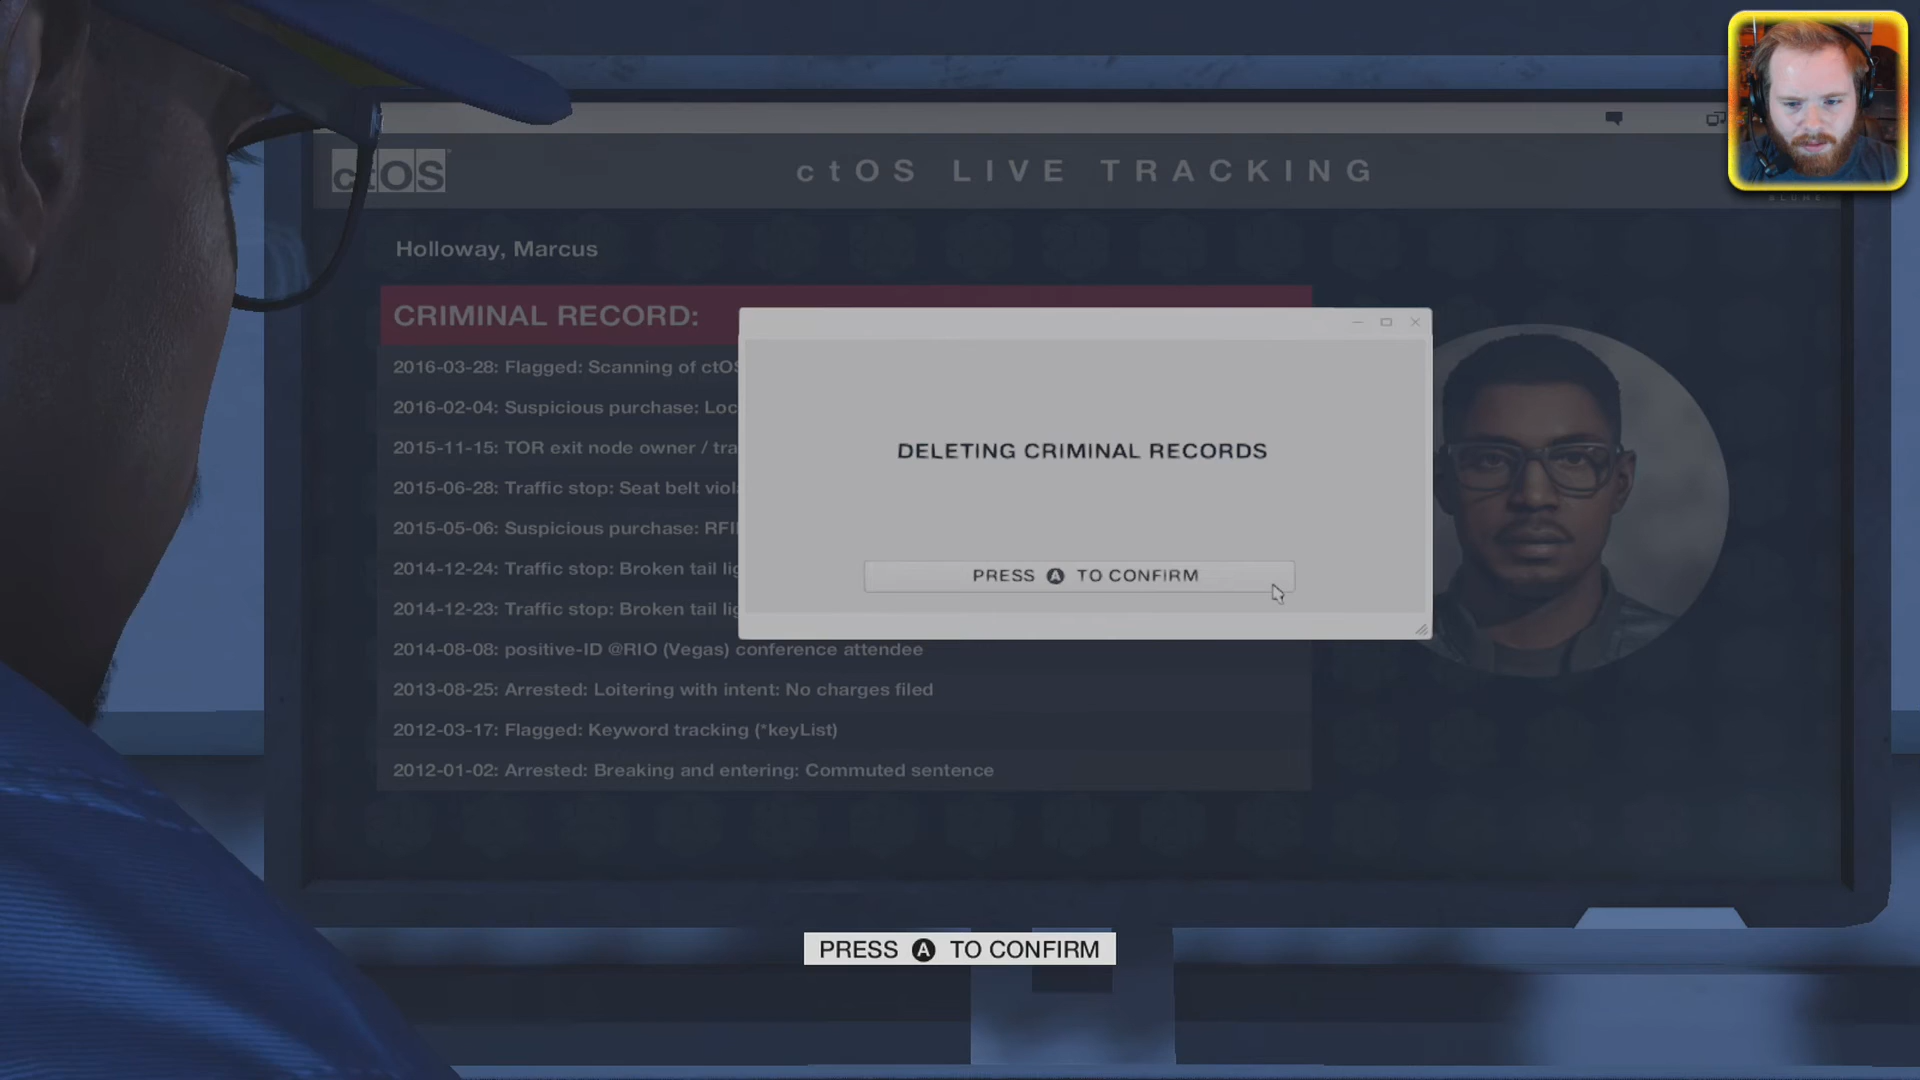 ctOS
ctOS LIVE TRACKING
BLUME
Holloway, Marcus
CRIMINAL RECORD:
2016-03-28: Flagged: Scanning of ctOS
2016-02-04: Suspicious purchase: Loc
2015-11-15: TOR exit node owner / tra
2015-06-28: Traffic stop: Seat belt viol
2015-05-06: Suspicious purchase: RFI
2014-12-24: Traffic stop: Broken tail lig
2014-12-23: Traffic stop: Broken tail lig
2014-08-08: positive-ID @RIO (Vegas) conference attendee
2013-08-25: Arrested: Loitering with intent: No charges filed
2012-03-17: Flagged: Keyword tracking (*keyList)
2012-01-02: Arrested: Breaking and entering: Commuted sentence
DELETING CRIMINAL RECORDS
PRESS A TO CONFIRM
PRESS A TO CONFIRM